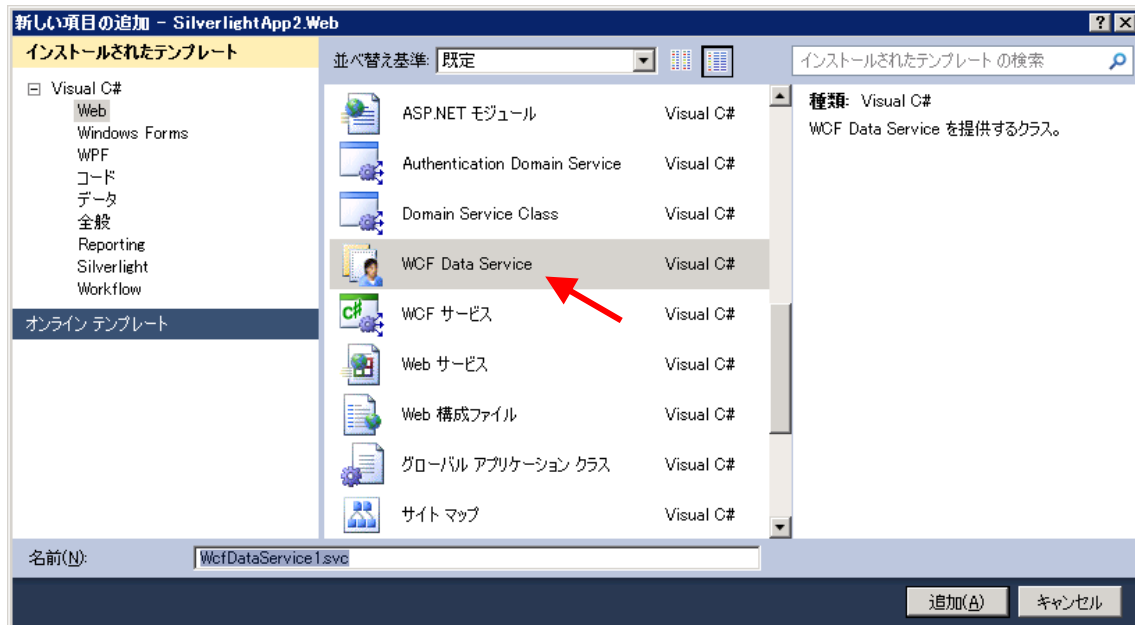 新しい項目の追加 - SilverlightApp2.Web
インストールされたテンプレート
Visual C#
Web
Windows Forms
WPF
コード
データ
全般
Reporting
Silverlight
Workflow
オンライン テンプレート
並べ替え基準: 既定
ASP.NET モジュール Visual C#
Authentication Domain Service Visual C#
Domain Service Class Visual C#
WCF Data Service Visual C#
C# WCF サービス Visual C#
Web サービス Visual C#
Web 構成ファイル Visual C#
グローバル アプリケーション クラス Visual C#
サイト マップ Visual C#
インストールされたテンプレート の検索
種類: Visual C#
WCF Data Service を提供するクラス。
名前(N): WcfDataService1.svc
追加(A) キャンセル